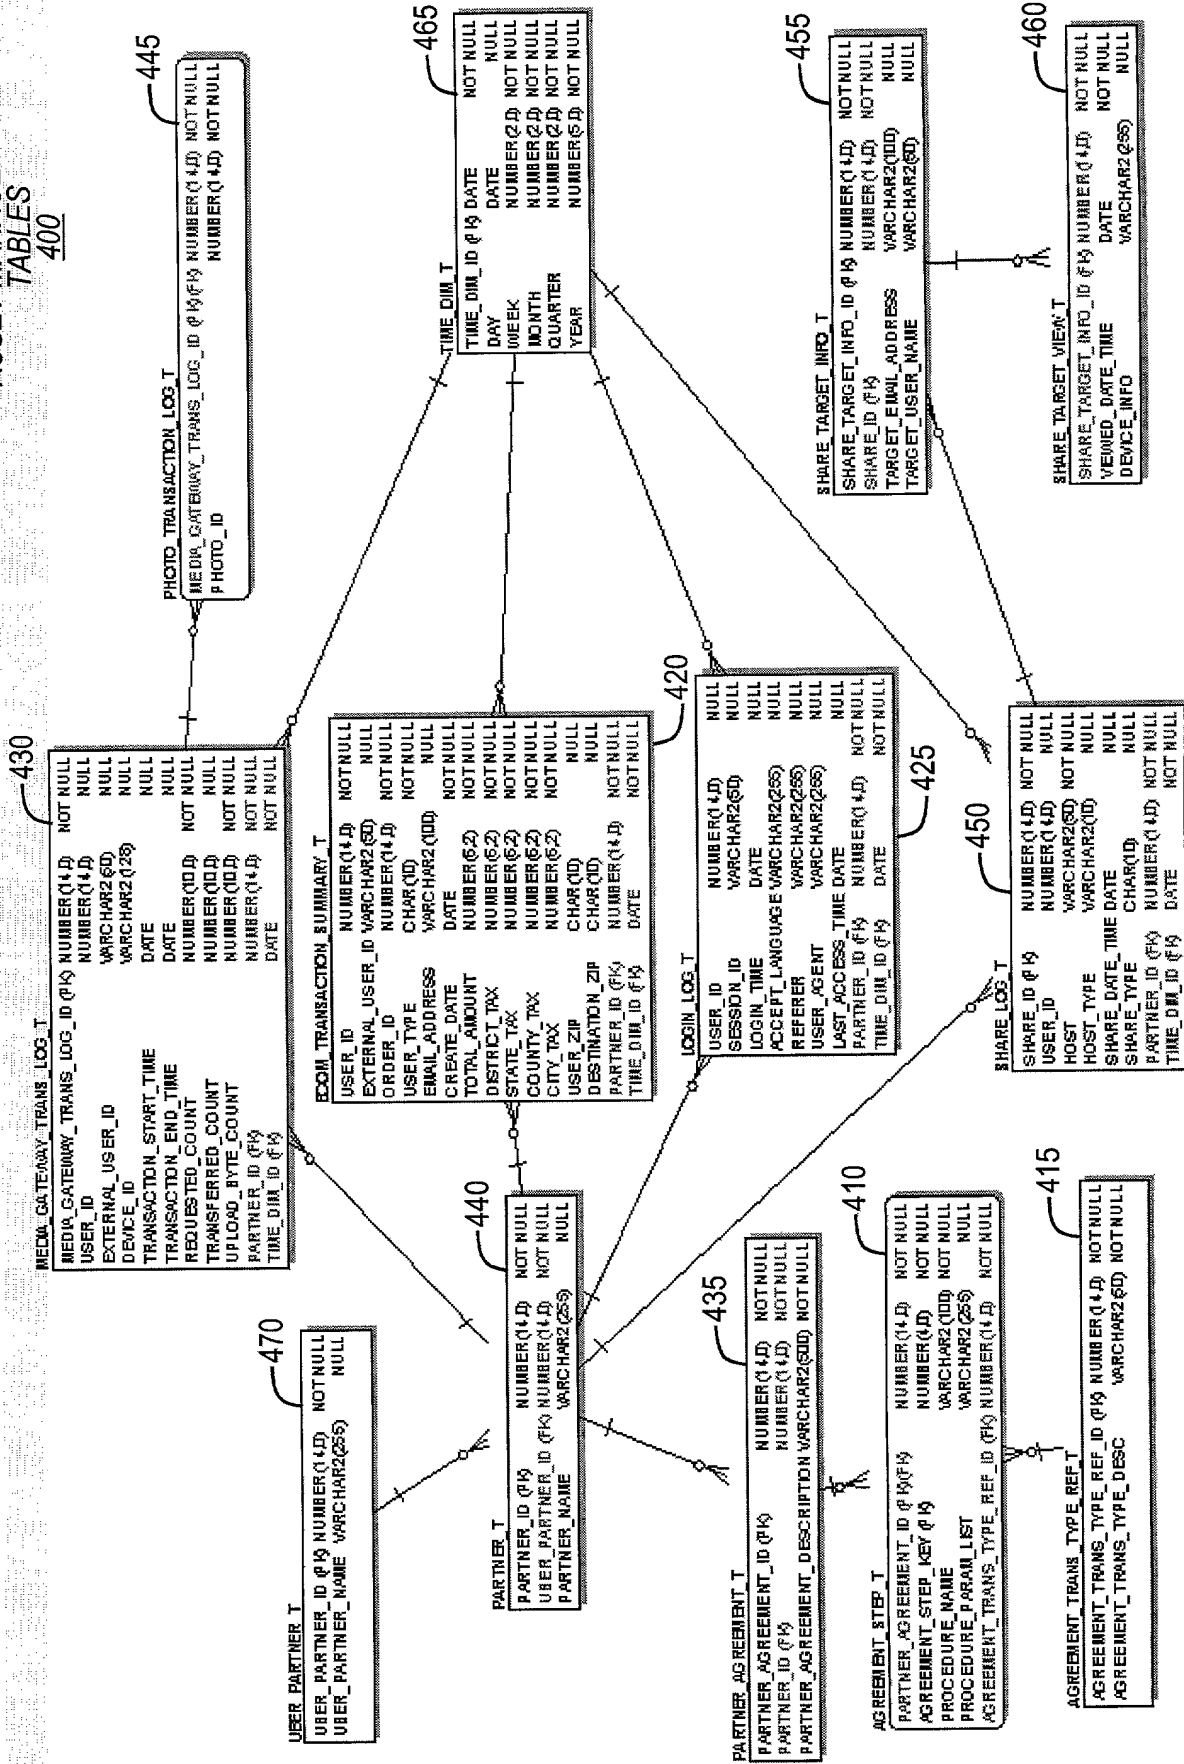 TABLES
400
445
PHOTO_TRANSACTION_LOG_T
MEDIA_GATEWAY_TRANS_LOG_ID (PK)(FK) NUMBER(14,0) NOT NULL
PHOTO_ID NUMBER(14,0) NOT NULL
430
MEDIA_GATEWAY_TRANS_LOG_T
MEDIA_GATEWAY_TRANS_LOG_ID (PK) NUMBER(14,0) NOT NULL
USER_ID NUMBER(14,0) NULL
EXTERNAL_USER_ID VARCHAR2(50) NULL
DEVICE_ID VARCHAR2(128) NULL
TRANSACTION_START_TIME DATE NULL
TRANSACTION_END_TIME DATE NULL
REQUESTED_COUNT NUMBER(10,0) NOT NULL
TRANSFERRED_COUNT NUMBER(10,0) NULL
UPLOAD_BYTE_COUNT NUMBER(10,0) NOT NULL
PARTNER_ID (FK) NUMBER(14,0) NOT NULL
TIME_DIM_ID (FK) DATE NOT NULL
465
TIME_DIM_T
TIME_DIM_ID (PK) DATE NOT NULL
DAY DATE NULL
WEEK NUMBER(2,0) NOT NULL
MONTH NUMBER(2,0) NOT NULL
QUARTER NUMBER(2,0) NOT NULL
YEAR NUMBER(5,0) NOT NULL
470
UBER_PARTNER_T
UBER_PARTNER_ID (PK) NUMBER(14,0) NOT NULL
UBER_PARTNER_NAME VARCHAR2(255) NULL
420
ECOM_TRANSACTION_SUMMARY_T
USER_ID NUMBER(14,0) NOT NULL
EXTERNAL_USER_ID VARCHAR2(50) NULL
ORDER_ID NUMBER(14,0) NOT NULL
USER_TYPE CHAR(10) NOT NULL
EMAIL_ADDRESS VARCHAR2(100) NULL
CREATE_DATE DATE NOT NULL
TOTAL_AMOUNT NUMBER(6,2) NOT NULL
DISTRICT_TAX NUMBER(6,2) NOT NULL
STATE_TAX NUMBER(6,2) NOT NULL
COUNTY_TAX NUMBER(6,2) NOT NULL
CITY_TAX NUMBER(6,2) NOT NULL
USER_ZIP CHAR(10) NULL
DESTINATION_ZIP CHAR(10) NULL
PARTNER_ID (FK) NUMBER(14,0) NOT NULL
TIME_DIM_ID (FK) DATE NOT NULL
440
PARTNER_T
PARTNER_ID (PK) NUMBER(14,0) NOT NULL
UBER_PARTNER_ID (FK) NUMBER(14,0) NOT NULL
PARTNER_NAME VARCHAR2(255) NULL
425
LOGIN_LOG_T
USER_ID NUMBER(14,0) NULL
SESSION_ID VARCHAR2(50) NULL
LOGIN_TIME DATE NULL
ACCEPT_LANGUAGE VARCHAR2(255) NULL
REFERER VARCHAR2(255) NULL
USER_AGENT VARCHAR2(255) NULL
LAST_ACCESS_TIME DATE NULL
PARTNER_ID (FK) NUMBER(14,0) NOT NULL
TIME_DIM_ID (FK) DATE NOT NULL
455
SHARE_TARGET_INFO_T
SHARE_TARGET_INFO_ID (PK) NUMBER(14,0) NOT NULL
SHARE_ID (FK) NUMBER(14,0) NOT NULL
TARGET_EMAIL_ADDRESS VARCHAR2(100) NULL
TARGET_USER_NAME VARCHAR2(50) NULL
435
PARTNER_AGREEMENT_T
PARTNER_AGREEMENT_ID (PK) NUMBER(14,0) NOT NULL
PARTNER_ID (FK) NUMBER(14,0) NOT NULL
PARTNER_AGREEMENT_DESCRIPTION VARCHAR2(500) NOT NULL
410
AGREEMENT_STEP_T
PARTNER_AGREEMENT_ID (PK)(FK) NUMBER(14,0) NOT NULL
AGREEMENT_STEP_KEY (PK) NUMBER(4,0) NOT NULL
PROCEDURE_NAME VARCHAR2(100) NOT NULL
PROCEDURE_PARAM_LIST VARCHAR2(255) NULL
AGREEMENT_TRANS_TYPE_REF_ID (FK) NUMBER(14,0) NOT NULL
450
SHARE_LOG_T
SHARE_ID (PK) NUMBER(14,0) NOT NULL
USER_ID NUMBER(14,0) NULL
HOST VARCHAR2(50) NOT NULL
HOST_TYPE VARCHAR2(10) NULL
SHARE_DATE_TIME DATE NULL
SHARE_TYPE CHAR(10) NULL
PARTNER_ID (FK) NUMBER(14,0) NOT NULL
TIME_DIM_ID (FK) DATE NOT NULL
460
SHARE_TARGET_VIEW_T
SHARE_TARGET_INFO_ID (PK) NUMBER(14,0) NOT NULL
VIEWED_DATE_TIME DATE NOT NULL
DEVICE_INFO VARCHAR2(255) NULL
415
AGREEMENT_TRANS_TYPE_REF_T
AGREEMENT_TRANS_TYPE_REF_ID (PK) NUMBER(14,0) NOT NULL
AGREEMENT_TRANS_TYPE_DESC VARCHAR2(50) NOT NULL